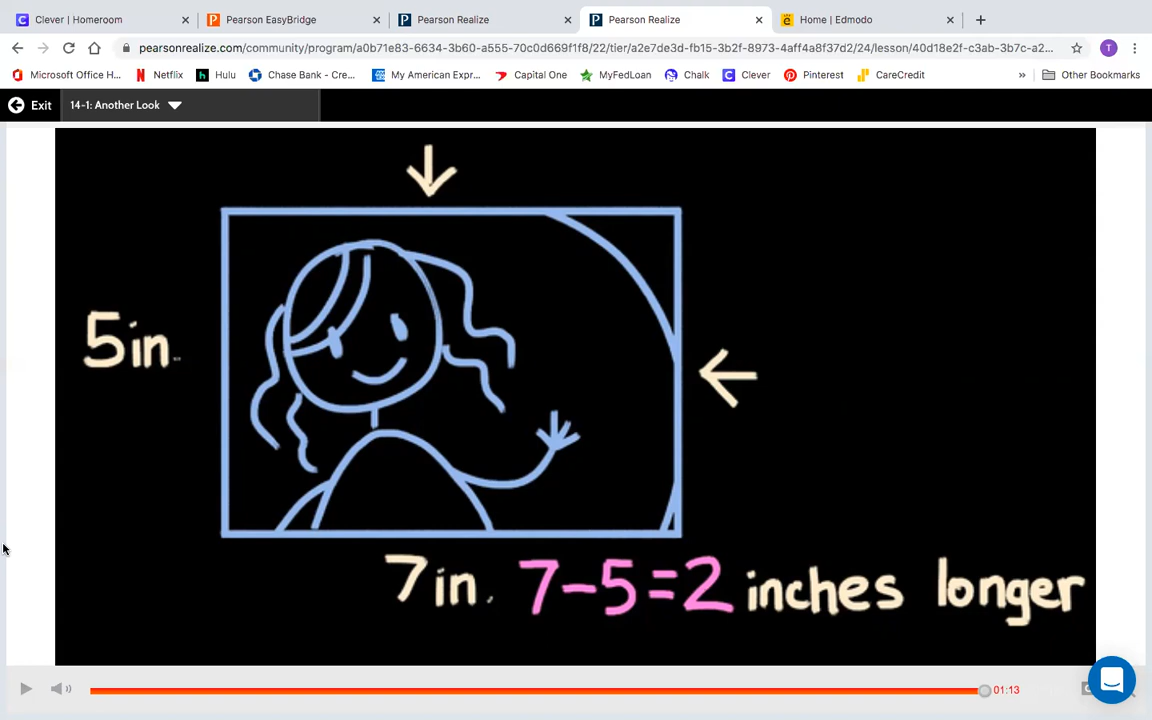 Clever | Homeroom
Pearson EasyBridge
Pearson Realize
Pearson Realize
Home | Edmodo
pearsonrealize.com/community/program/a0b71e83-6634-3b60-a555-70c0d669f1f8/22/tier/a2e7de3d-fb15-3b2f-8973-4aff4a8f37d2/24/lesson/40d18e2f-c3ab-3b7c-a2...
T
Microsoft Office H...
Netflix
Hulu
Chase Bank - Cre...
My American Expr...
Capital One
MyFedLoan
Chalk
Clever
Pinterest
CareCredit
»
Other Bookmarks
Exit
14-1: Another Look
5in.
7in. 7-5=2 inches longer
01:13